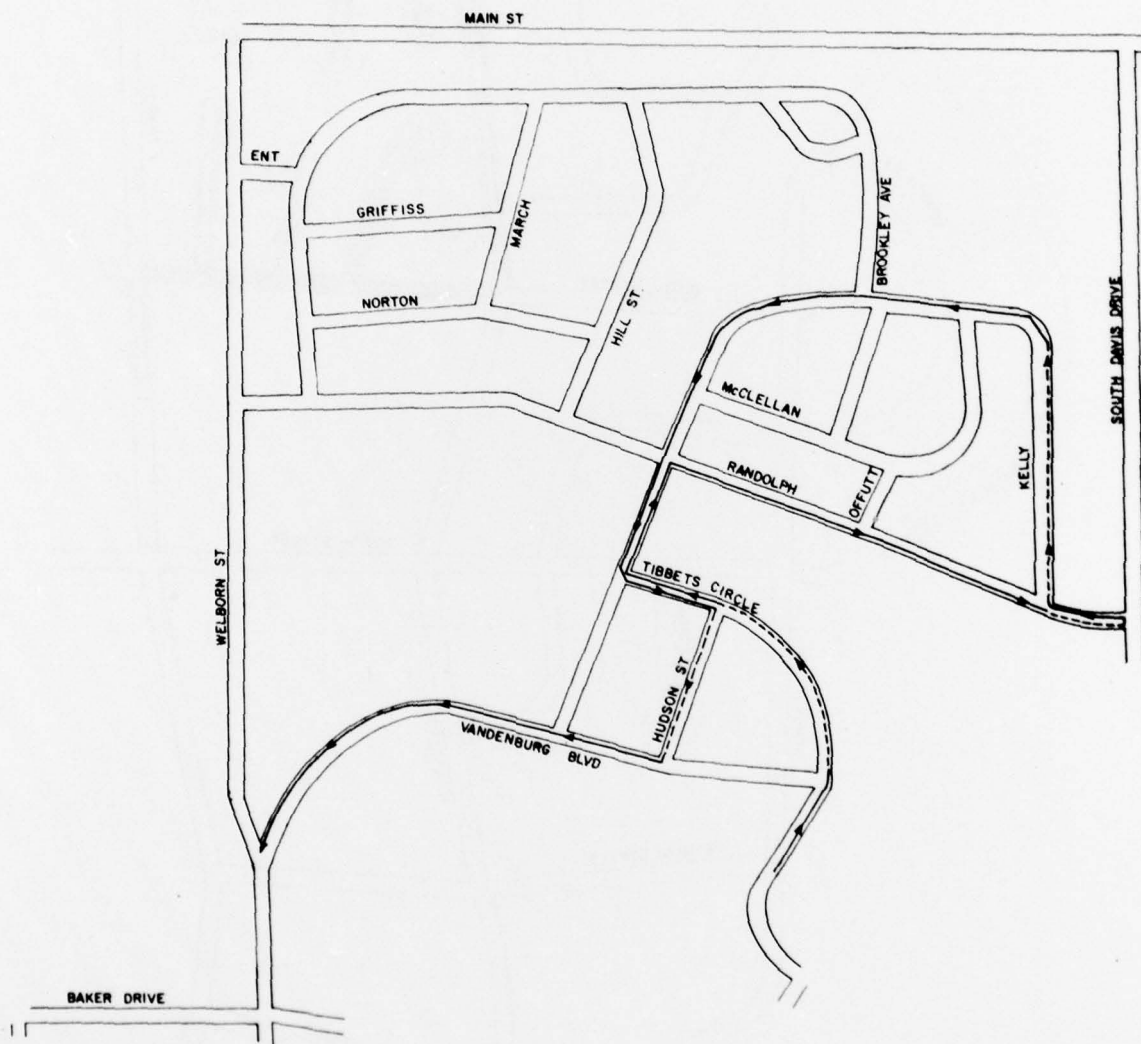 MAIN ST
ENT
GRIFFISS
MARCH
BROOKLEY AVE
NORTON
HILL ST.
SOUTH DAVIS DRIVE
McCLELLAN
RANDOLPH
OFFUTT
KELLY
WELBORN ST
TIBBETS CIRCLE
HUDSON ST
VANDENBURG BLVD
BAKER DRIVE